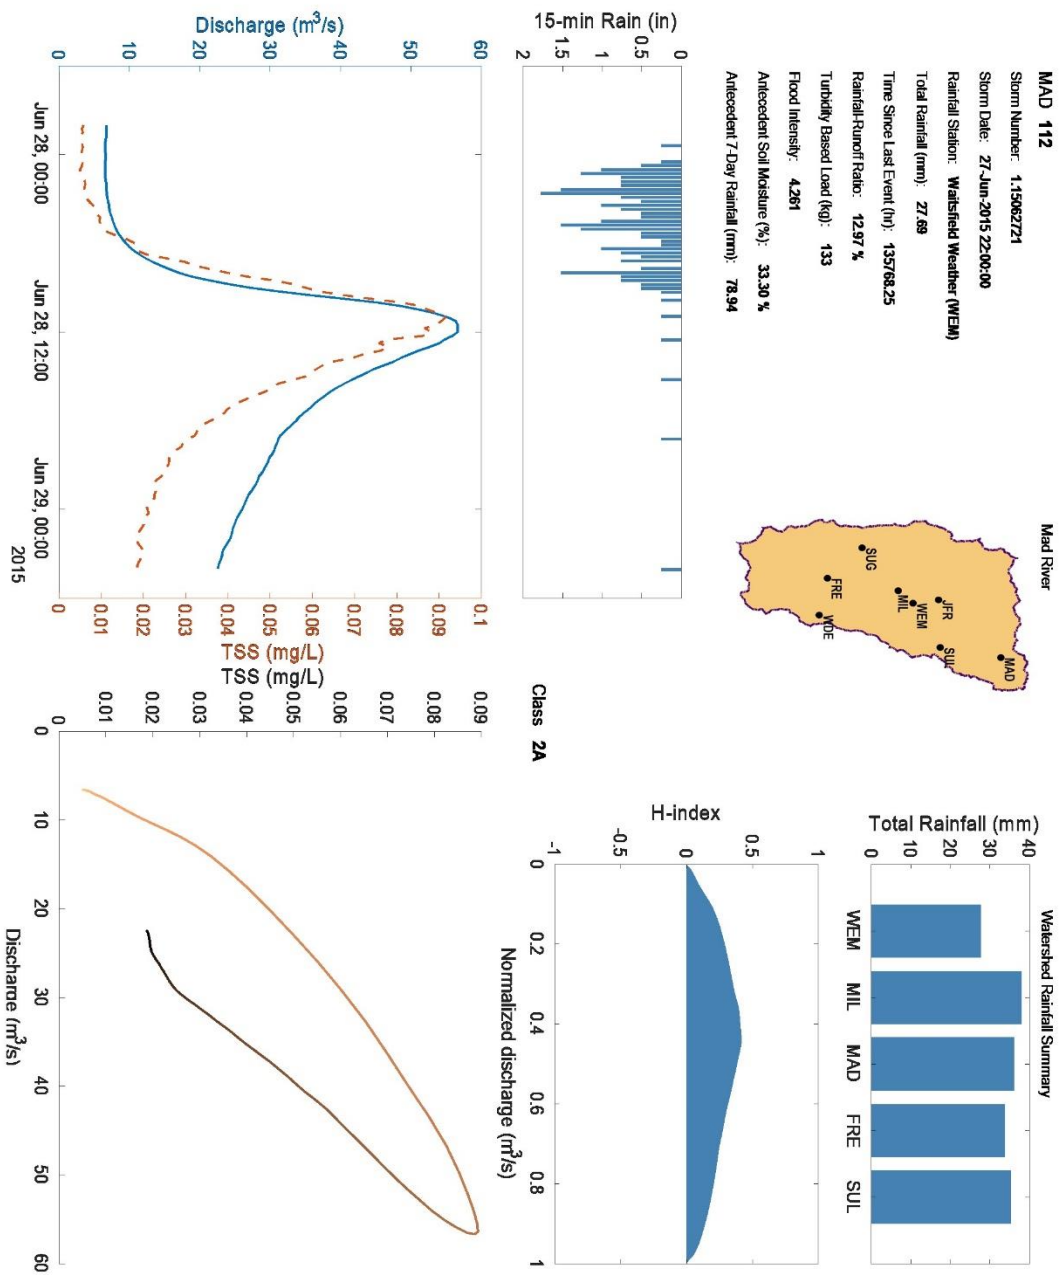 MAD 112
Storm Number: 1.15062721
Storm Date: 27-Jun-2015 22:00:00
Rainfall Station: Waitsfield Weather (WEM)
Total Rainfall (mm): 27.69
Time Since Last Event (hr): 135768.25
Rainfall-Runoff Ratio: 12.97 %
Turbidity Based Load (kg): 133
Flood Intensity: 4.261
Antecedent Soil Moisture (%): 33.30 %
Antecedent 7-Day Rainfall (mm): 78.94
Mad River
MAD
JFR
SUL
WEM
MIL
SUG
FRE
WDE
Watershed Rainfall Summary
Total Rainfall (mm)
40
30
20
10
0
WEM MIL MAD FRE SUL
15-min Rain (in)
0
0.5
1
1.5
2
H-index
1
0.5
0
-0.5
-1
0 0.2 0.4 0.6 0.8 1
Normalized discharge (m³/s)
Discharge (m³/s)
60
50
40
30
20
10
0
Jun 28, 00:00 Jun 28, 12:00 Jun 29, 00:00
2015
0.1
0.09
0.08
0.07
0.06
0.05
0.04
0.03
0.02
0.01
0
TSS (mg/L)
Class 2A
TSS (mg/L)
0.09
0.08
0.07
0.06
0.05
0.04
0.03
0.02
0.01
0
0 10 20 30 40 50 60
Discharge (m³/s)